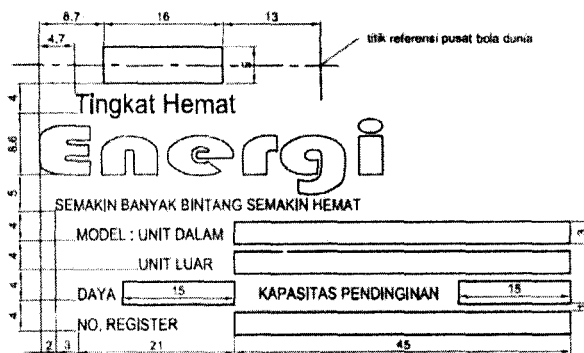 8.7 16 13
4.7
titik referensi pusat bola dunia
4 Tingkat Hemat
8.6 Energi
5
SEMAKIN BANYAK BINTANG SEMAKIN HEMAT
4 MODEL : UNIT DALAM 3
4 UNIT LUAR
4 DAYA 15 KAPASITAS PENDINGINAN 15
4 NO. REGISTER
2 3 21 45